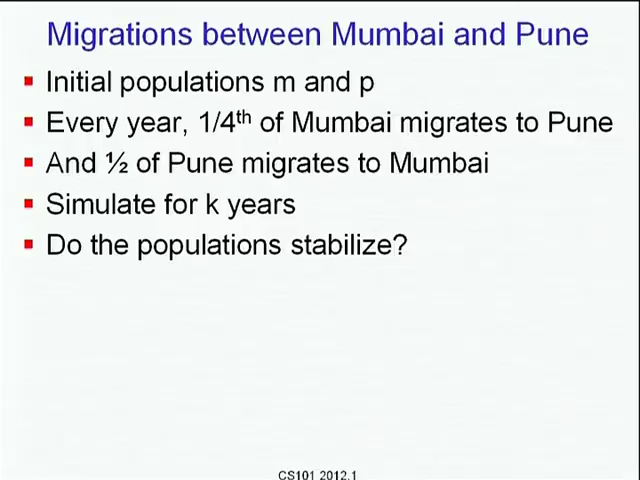 Migrations between Mumbai and Pune
Initial populations m and p
Every year, 1/4th of Mumbai migrates to Pune
And ½ of Pune migrates to Mumbai
Simulate for k years
Do the populations stabilize?
CS101 2012.1